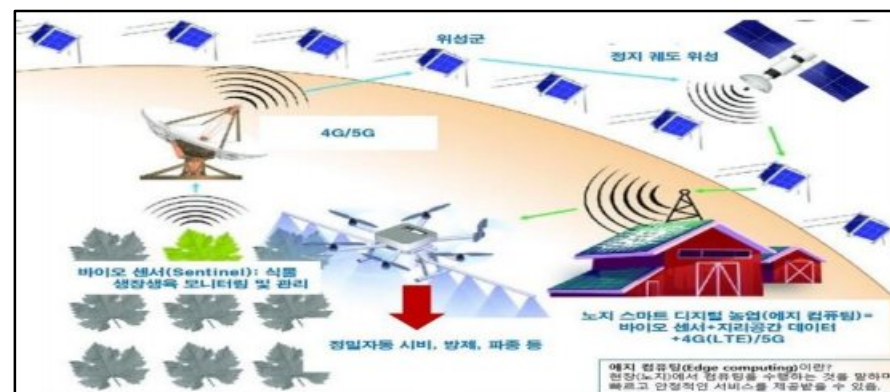 위성군
정지 궤도 위성
4G/5G
바이오 센서(Sentinel): 식물
생장생육 모니터링 및 관리
정밀자동 시비, 방제, 파종 등
노지 스마트 디지털 농업(에지 컴퓨팅)=
바이오 센서+지리공간 데이터
+4G(LTE)/5G
에지 컴퓨팅(Edge computing)이란?
현장(노지)에서 컴퓨팅을 수행하는 것을 말하며
빠르고 안정적인 서비스를 제공받을 수 있음